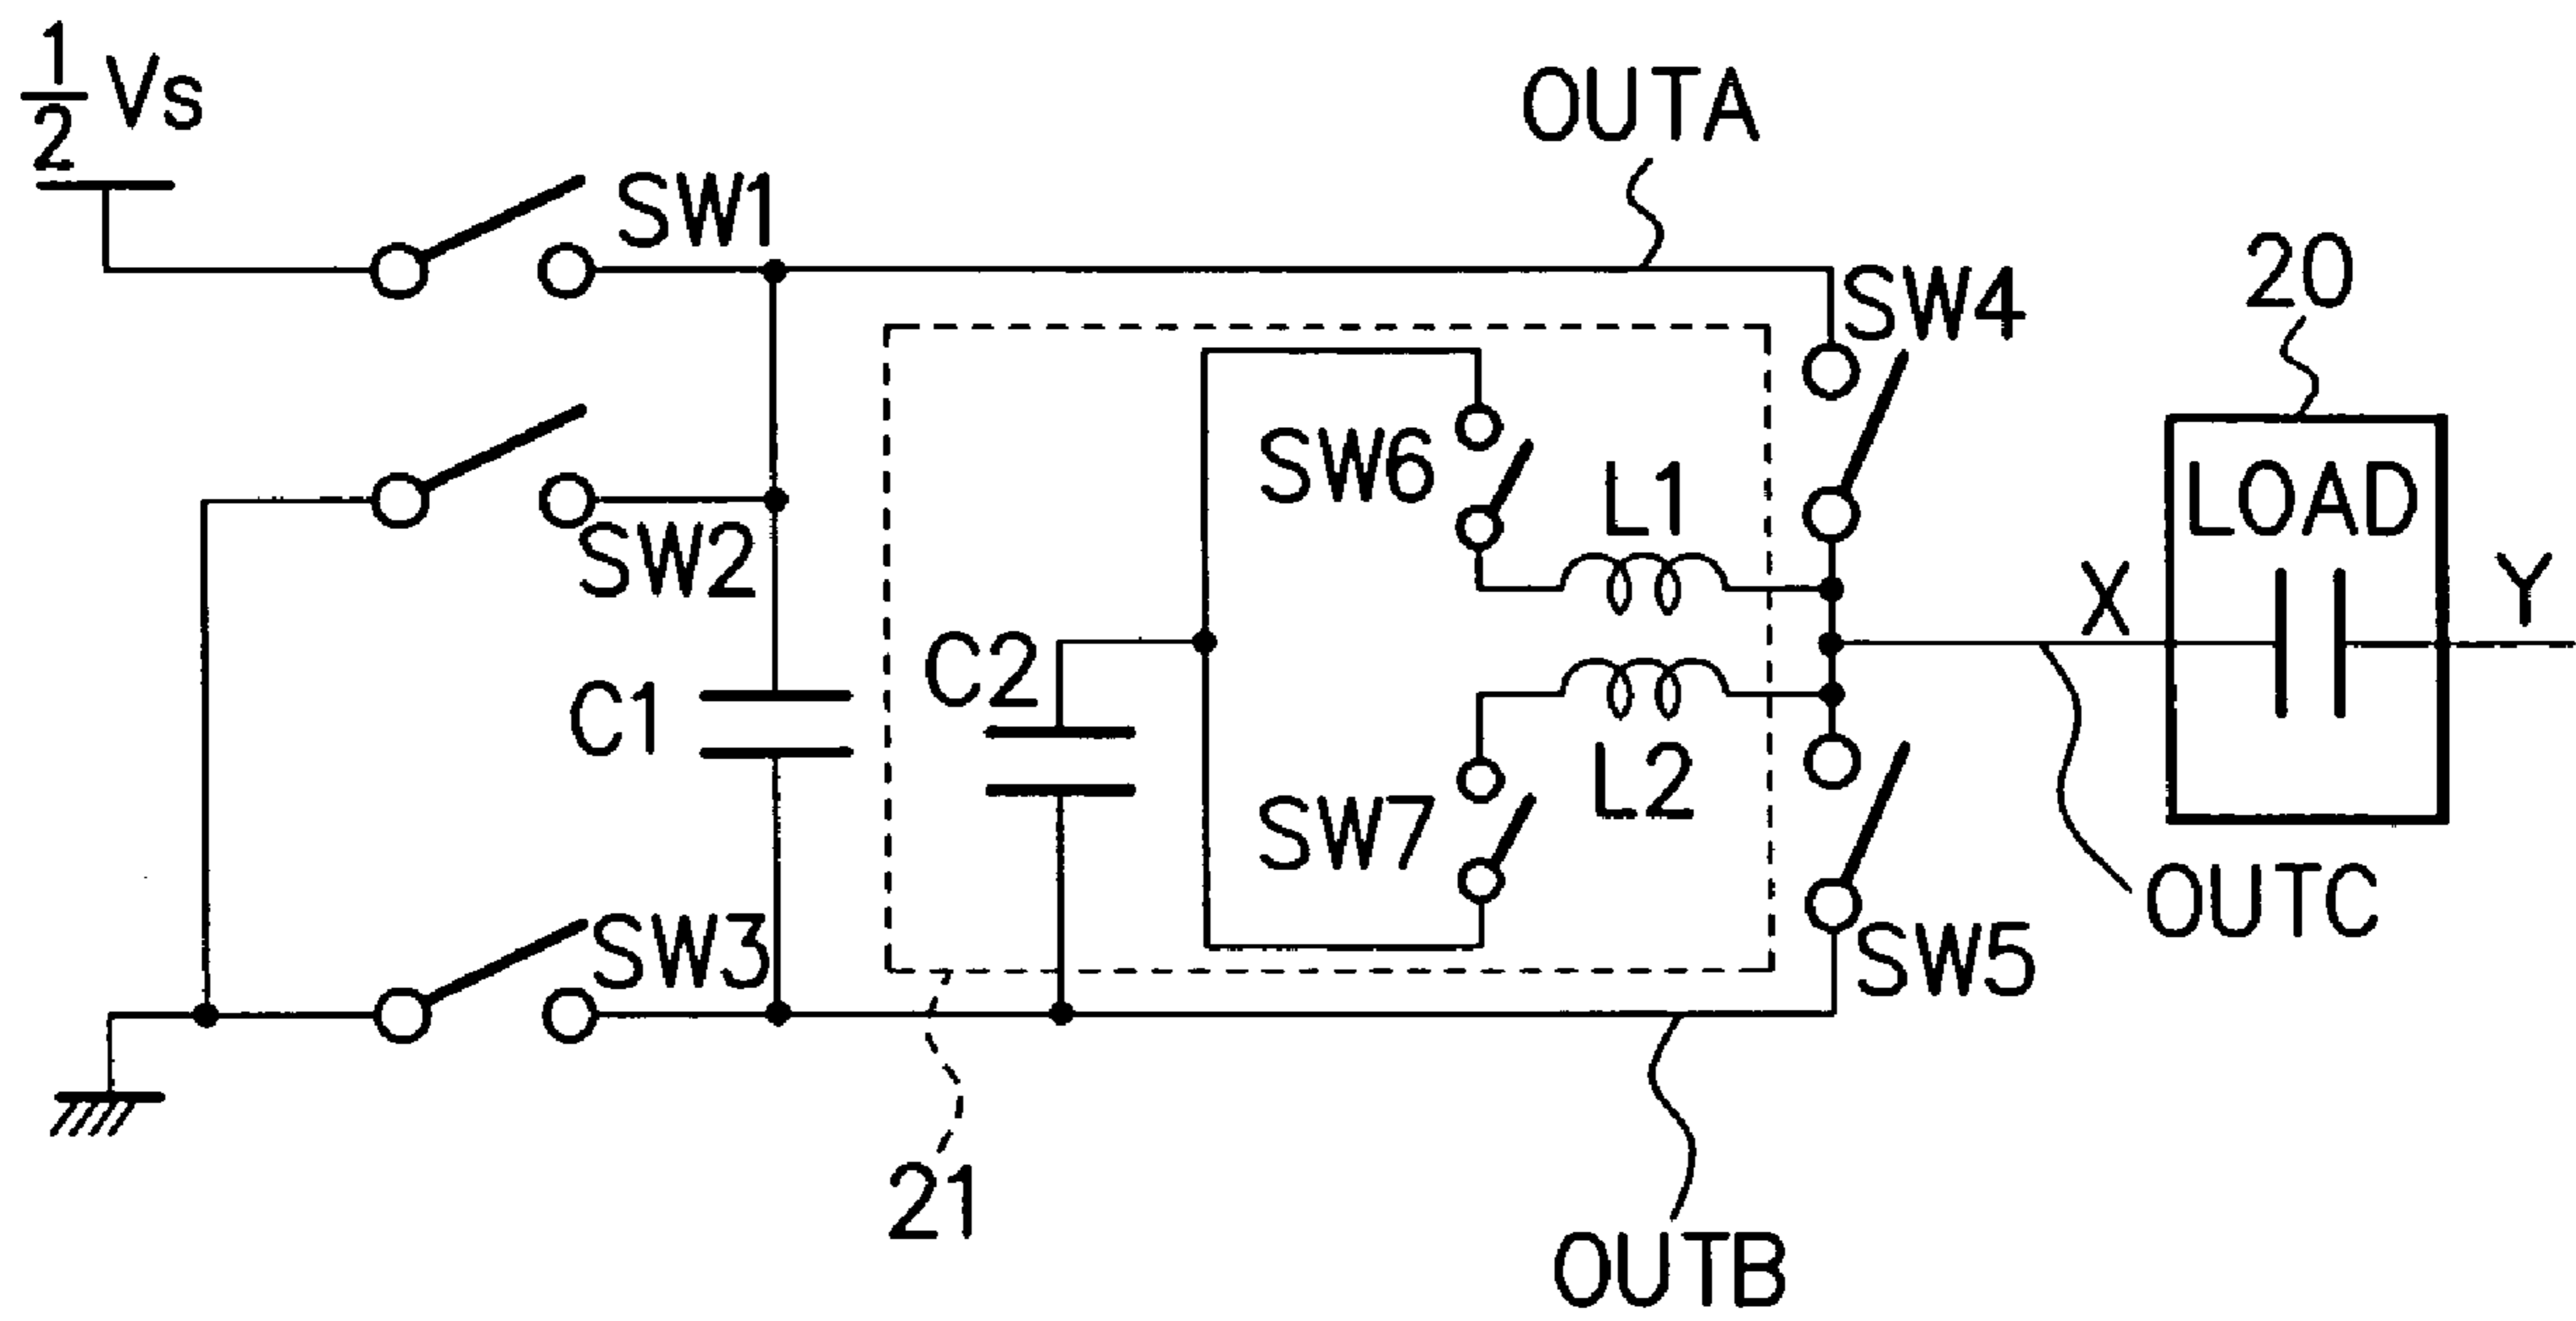 1/2 Vs
OUTA
SW1
20
SW4
LOAD
SW6
L1
SW2
X
Y
C2
C1
L2
SW7
OUTC
SW3
SW5
21
OUTB